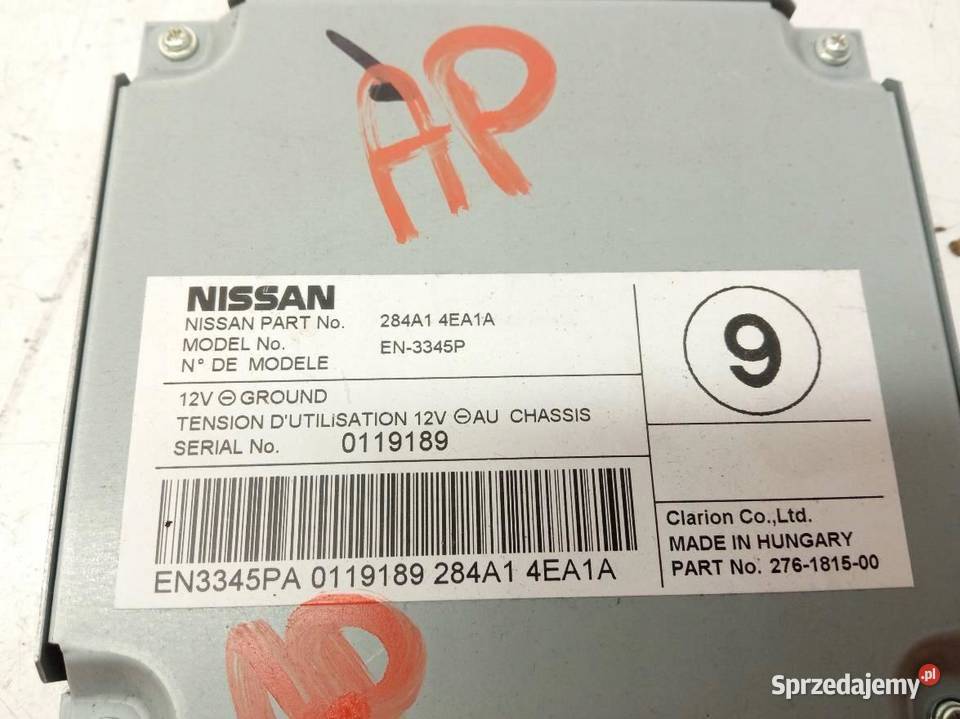 AP
NISSAN
NISSAN PART No. 284A1 4EA1A
MODEL No. EN-3345P
N° DE MODELE
12V ⊖ GROUND
TENSION D'UTILISATION 12V ⊖ AU CHASSIS
SERIAL No. 0119189
EN3345PA 0119189 284A1 4EA1A
9
Clarion Co.,Ltd.
MADE IN HUNGARY
PART No. 276-1815-00
Sprzedajemy.pl